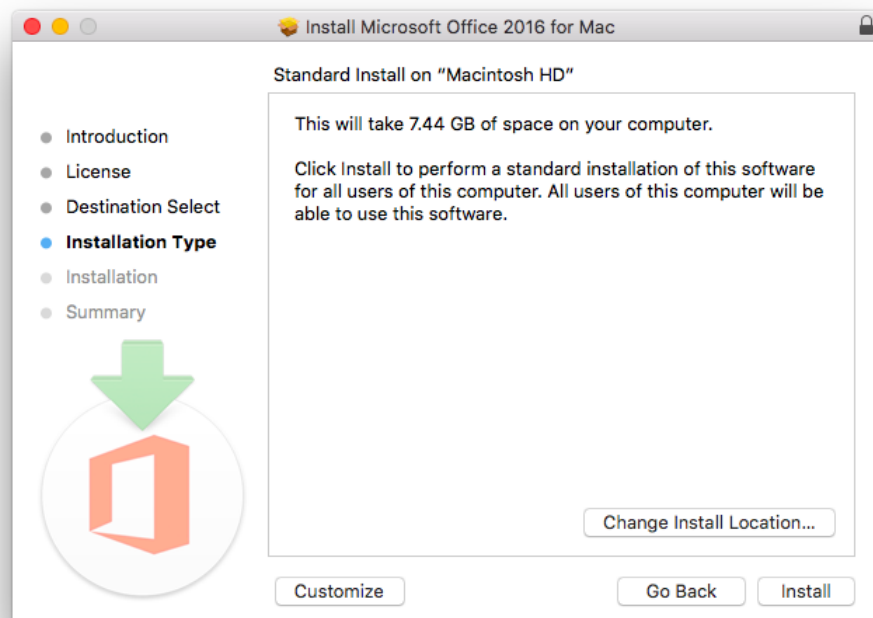 Install Microsoft Office 2016 for Mac
Standard Install on “Macintosh HD”
Introduction
License
Destination Select
Installation Type
Installation
Summary
This will take 7.44 GB of space on your computer.
Click Install to perform a standard installation of this software
for all users of this computer. All users of this computer will be
able to use this software.
Change Install Location...
Customize
Go Back
Install